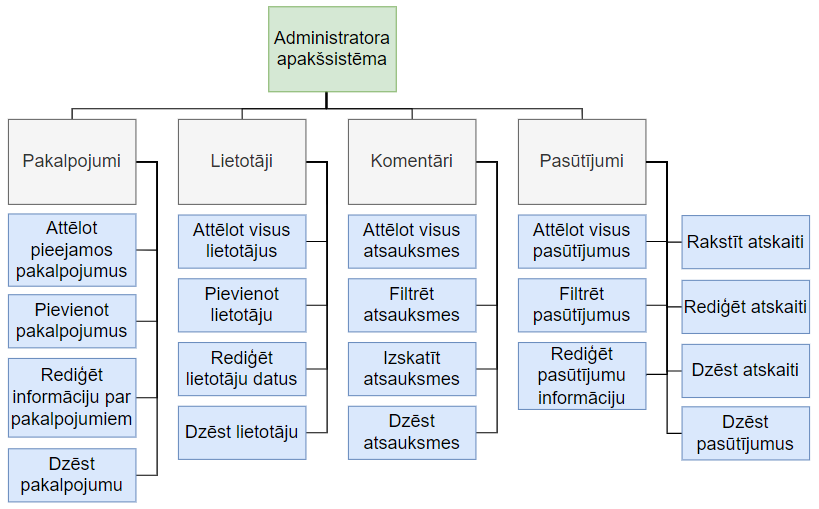 Administratora
apakšsistēma
Pakalpojumi
Attēlot
pieejamos
pakalpojumus
Pievienot
pakalpojumus
Rediģēt
informāciju par
pakalpojumiem
Dzēst
pakalpojumu
Lietotāji
Attēlot visus
lietotājus
Pievienot
lietotāju
Rediģēt
lietotāju datus
Dzēst lietotāju
Komentāri
Attēlot visus
atsauksmes
Filtrēt
atsauksmes
Izskatīt
atsauksmes
Dzēst
atsauksmes
Pasūtījumi
Attēlot visus
pasūtījumus
Filtrēt
pasūtījumus
Rediģēt
pasūtījumu
informāciju
Rakstīt atskaiti
Rediģēt atskaiti
Dzēst atskaiti
Dzēst
pasūtījumus